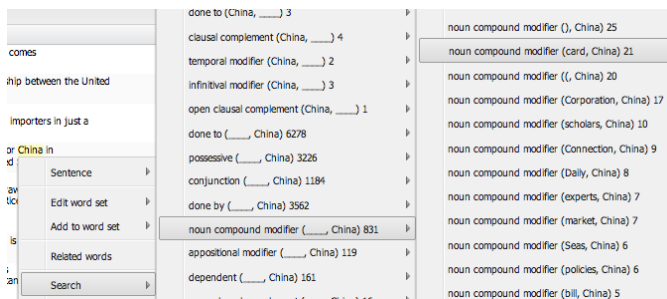 comes
ship between the United
importers in just a
or China in
ed
aw
tice
is
s
tan
Sentence
Edit word set
Add to word set
Related words
Search
done to (China, ____) 3
clausal complement (China, ____) 4
temporal modifier (China, ____) 2
infinitival modifier (China, ____) 3
open clausal complement (China, ____) 1
done to (____, China) 6278
possessive (____, China) 3226
conjunction (____, China) 1184
done by (____, China) 3562
noun compound modifier (____, China) 831
appositional modifier (____, China) 119
dependent (____, China) 161
noun compound modifier (), China) 25
noun compound modifier (card, China) 21
noun compound modifier ((, China) 20
noun compound modifier (Corporation, China) 17
noun compound modifier (scholars, China) 10
noun compound modifier (Connection, China) 9
noun compound modifier (Daily, China) 8
noun compound modifier (experts, China) 7
noun compound modifier (market, China) 7
noun compound modifier (Seas, China) 6
noun compound modifier (policies, China) 6
noun compound modifier (bill, China) 5